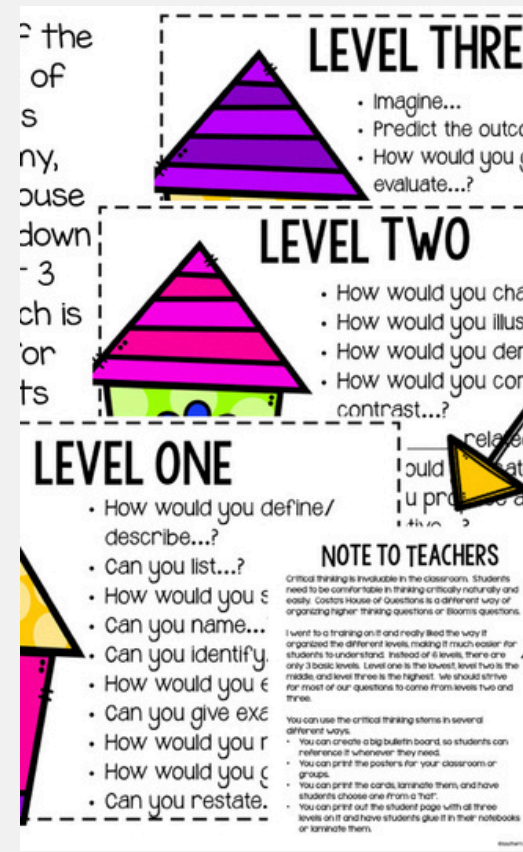 the
of
s
ny,
ouse
down
3
ch is
or
ts
LEVEL THRE
• Imagine...
• Predict the outco
• How would you g
evaluate...?
LEVEL TWO
• How would you cha
• How would you illus
• How would you
• How would you
contrast...?
LEVEL ONE
• How would you define/
describe...?
• Can you list...?
• How would you s
• Can you name...
• Can you identify.
• How would you e
• Can you give exa
• How would you r
• How would you
• Can you restate.
NOTE TO TEACHERS
Critical thinking is invaluable in the classroom. Students
need to be comfortable in thinking critically naturally and
easily. Costa's House of Questions is a different way of
organizing higher thinking questions or Bloom's questions.
I went to a training on it and really liked the way it
organized the different levels, making it much easier for
students to understand. Instead of 6 levels, there are
only 3 basic levels. Level one is the lowest, level two is the
middle, and level three is the highest. We should strive
for most of our questions to come from levels two and
three.
You can use the critical thinking stems in several
different ways.
• You can create a big bulletin board, so students can
reference it whenever they need.
• You can print the posters for your classroom or
groups.
• You can print the cards, laminate them, and have
students choose one from a "hat".
• You can print out the student page with all three
levels on it and have students glue it in their notebooks
or laminate them.